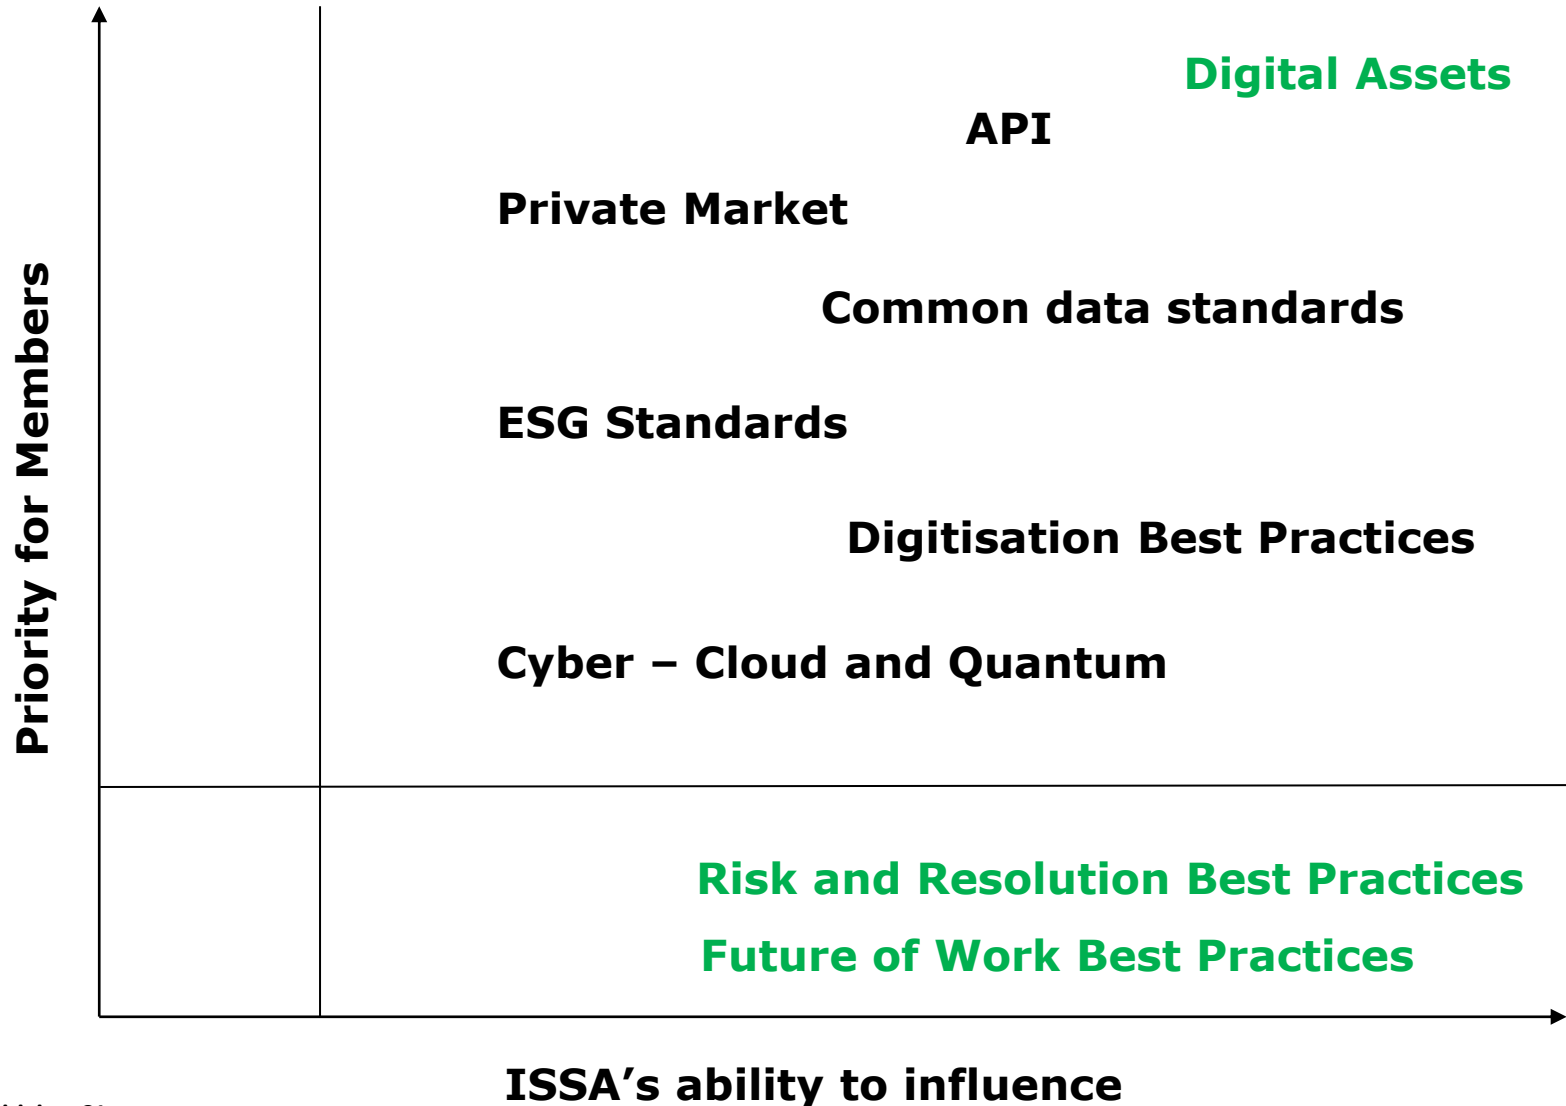 Digital Assets
API
Private Market
Common data standards
ESG Standards
Digitisation Best Practices
Cyber – Cloud and Quantum
Priority for Members
Risk and Resolution Best Practices
Future of Work Best Practices
ISSA’s ability to influence